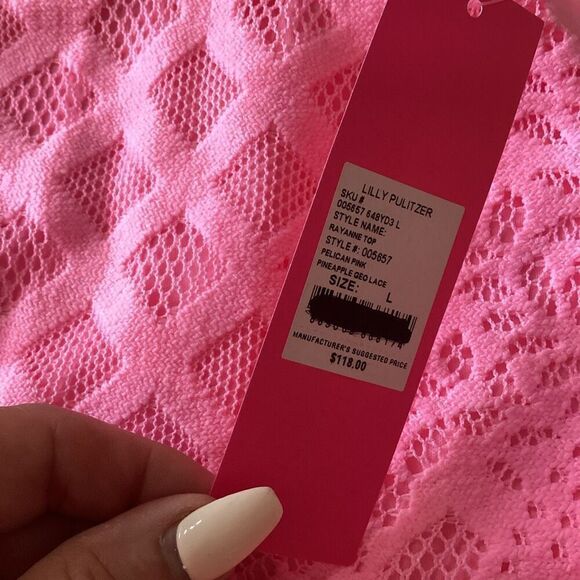 LILLY PULITZER
SKU #
005657 648YD3 L
STYLE NAME:
RAYANNE TOP
STYLE #: 005657
PELICAN PINK
PINEAPPLE GEO LACE
SIZE: L
MANUFACTURER'S SUGGESTED PRICE
$118.00